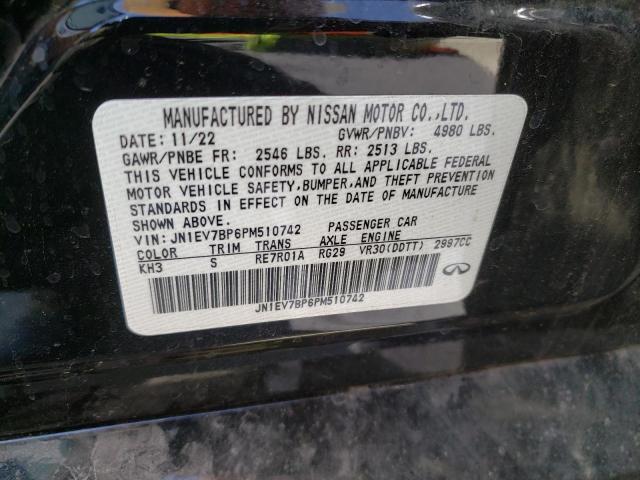 MANUFACTURED BY NISSAN MOTOR CO.,LTD.
DATE: 11/22 GVWR/PNBV: 4980 LBS.
GAWR/PNBE FR: 2546 LBS. RR: 2513 LBS.
THIS VEHICLE CONFORMS TO ALL APPLICABLE FEDERAL
MOTOR VEHICLE SAFETY,BUMPER,AND THEFT PREVENTION
STANDARDS IN EFFECT ON THE DATE OF MANUFACTURE
SHOWN ABOVE.
VIN: JN1EV7BP6PM510742 PASSENGER CAR
COLOR TRIM TRANS AXLE ENGINE
KH3 S RE7R01A RG29 VR30(DDTT) 2997CC
JN1EV7BP6PM510742